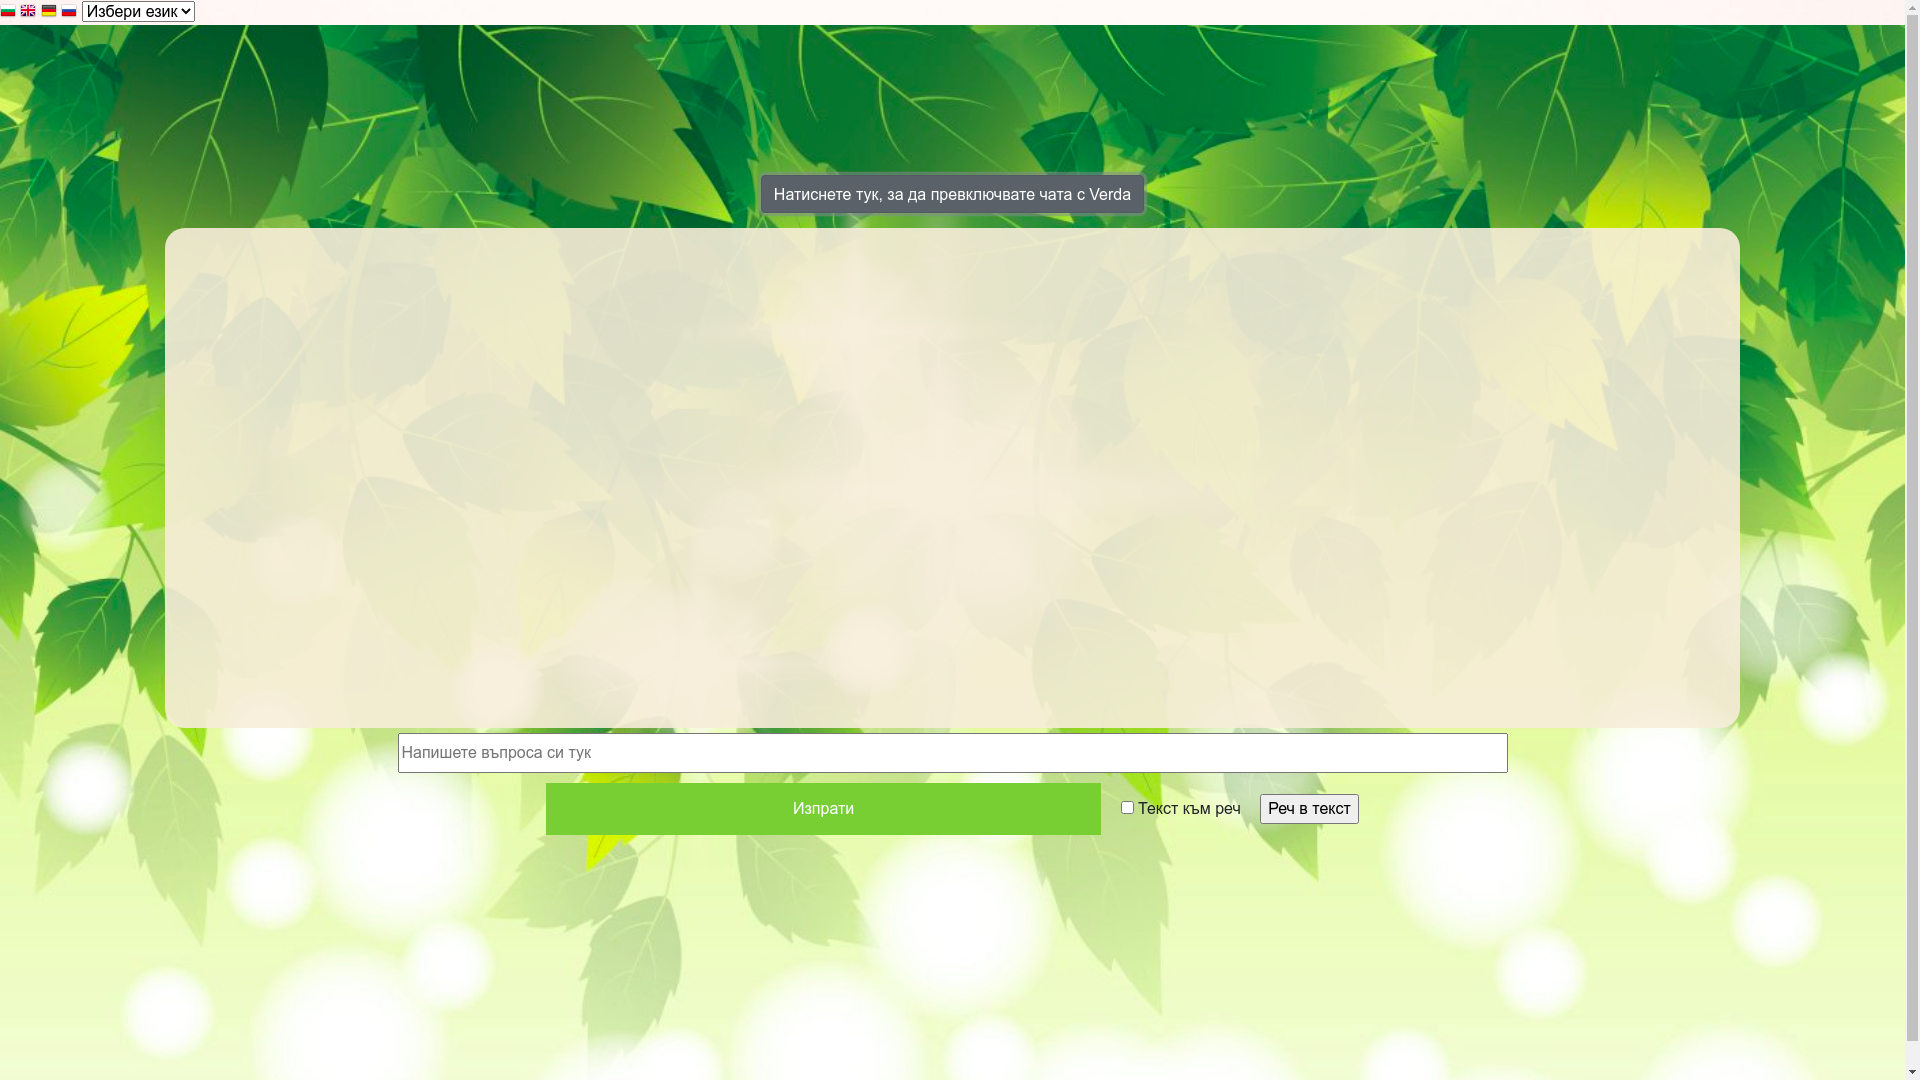 Избери език
Натиснете тук, за да превключвате чата с Verda
Напишете въпроса си тук
Изпрати
Текст към реч
Реч в текст